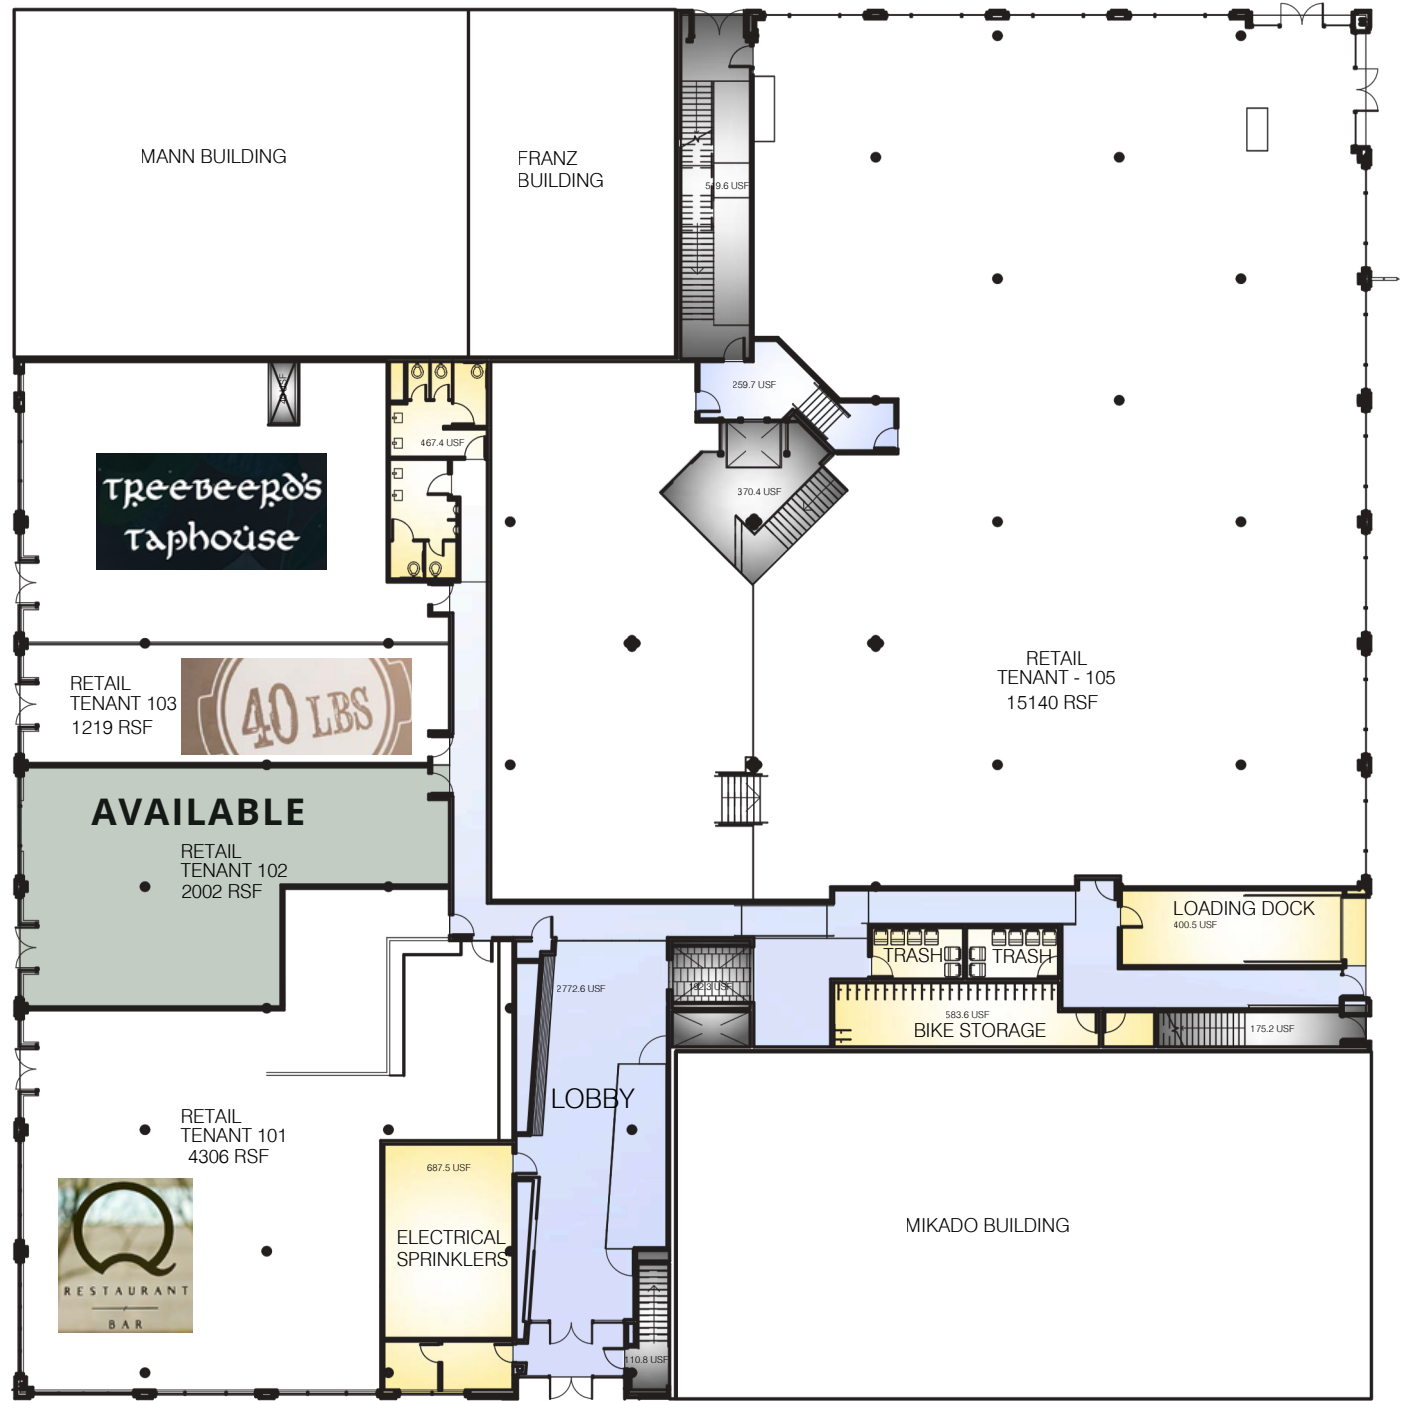 MANN BUILDING
FRANZ
BUILDING
519.6 USF
259.7 USF
467.4 USF
370.4 USF
TREEBEERD'S
TAPHOUSE
RETAIL
TENANT 103
1219 RSF
40 LBS
RETAIL
TENANT - 105
15140 RSF
AVAILABLE
RETAIL
TENANT 102
2002 RSF
LOADING DOCK
400.5 USF
TRASH
TRASH
2772.6 USF
583.6 USF
BIKE STORAGE
175.2 USF
LOBBY
RETAIL
TENANT 101
4306 RSF
687.5 USF
ELECTRICAL
SPRINKLERS
MIKADO BUILDING
Q
RESTAURANT
BAR
110.8 USF